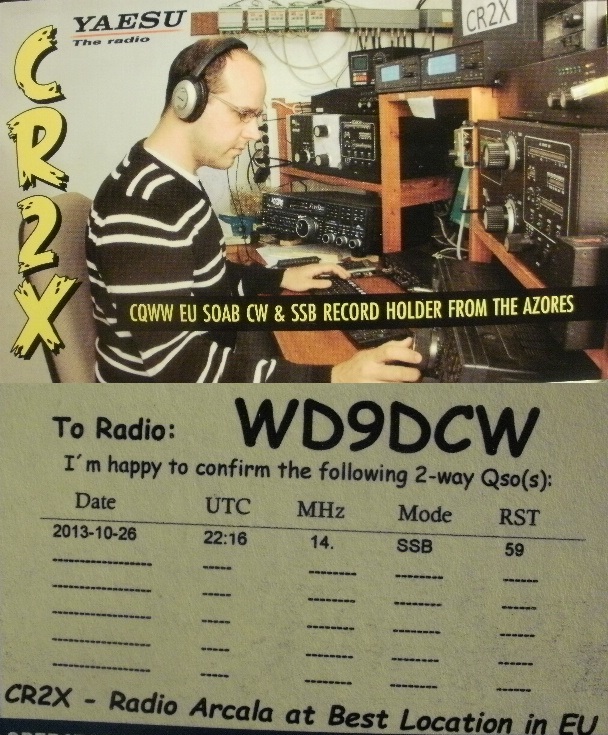 YAESU
The radio
CR2X
CR2X
CQWW EU SOAB CW & SSB RECORD HOLDER FROM THE AZORES
To Radio: WD9DCW
I´m happy to confirm the following 2-way Qso(s):
Date UTC MHz Mode RST
2013-10-26 22:16 14. SSB 59
CR2X - Radio Arcala at Best Location in EU